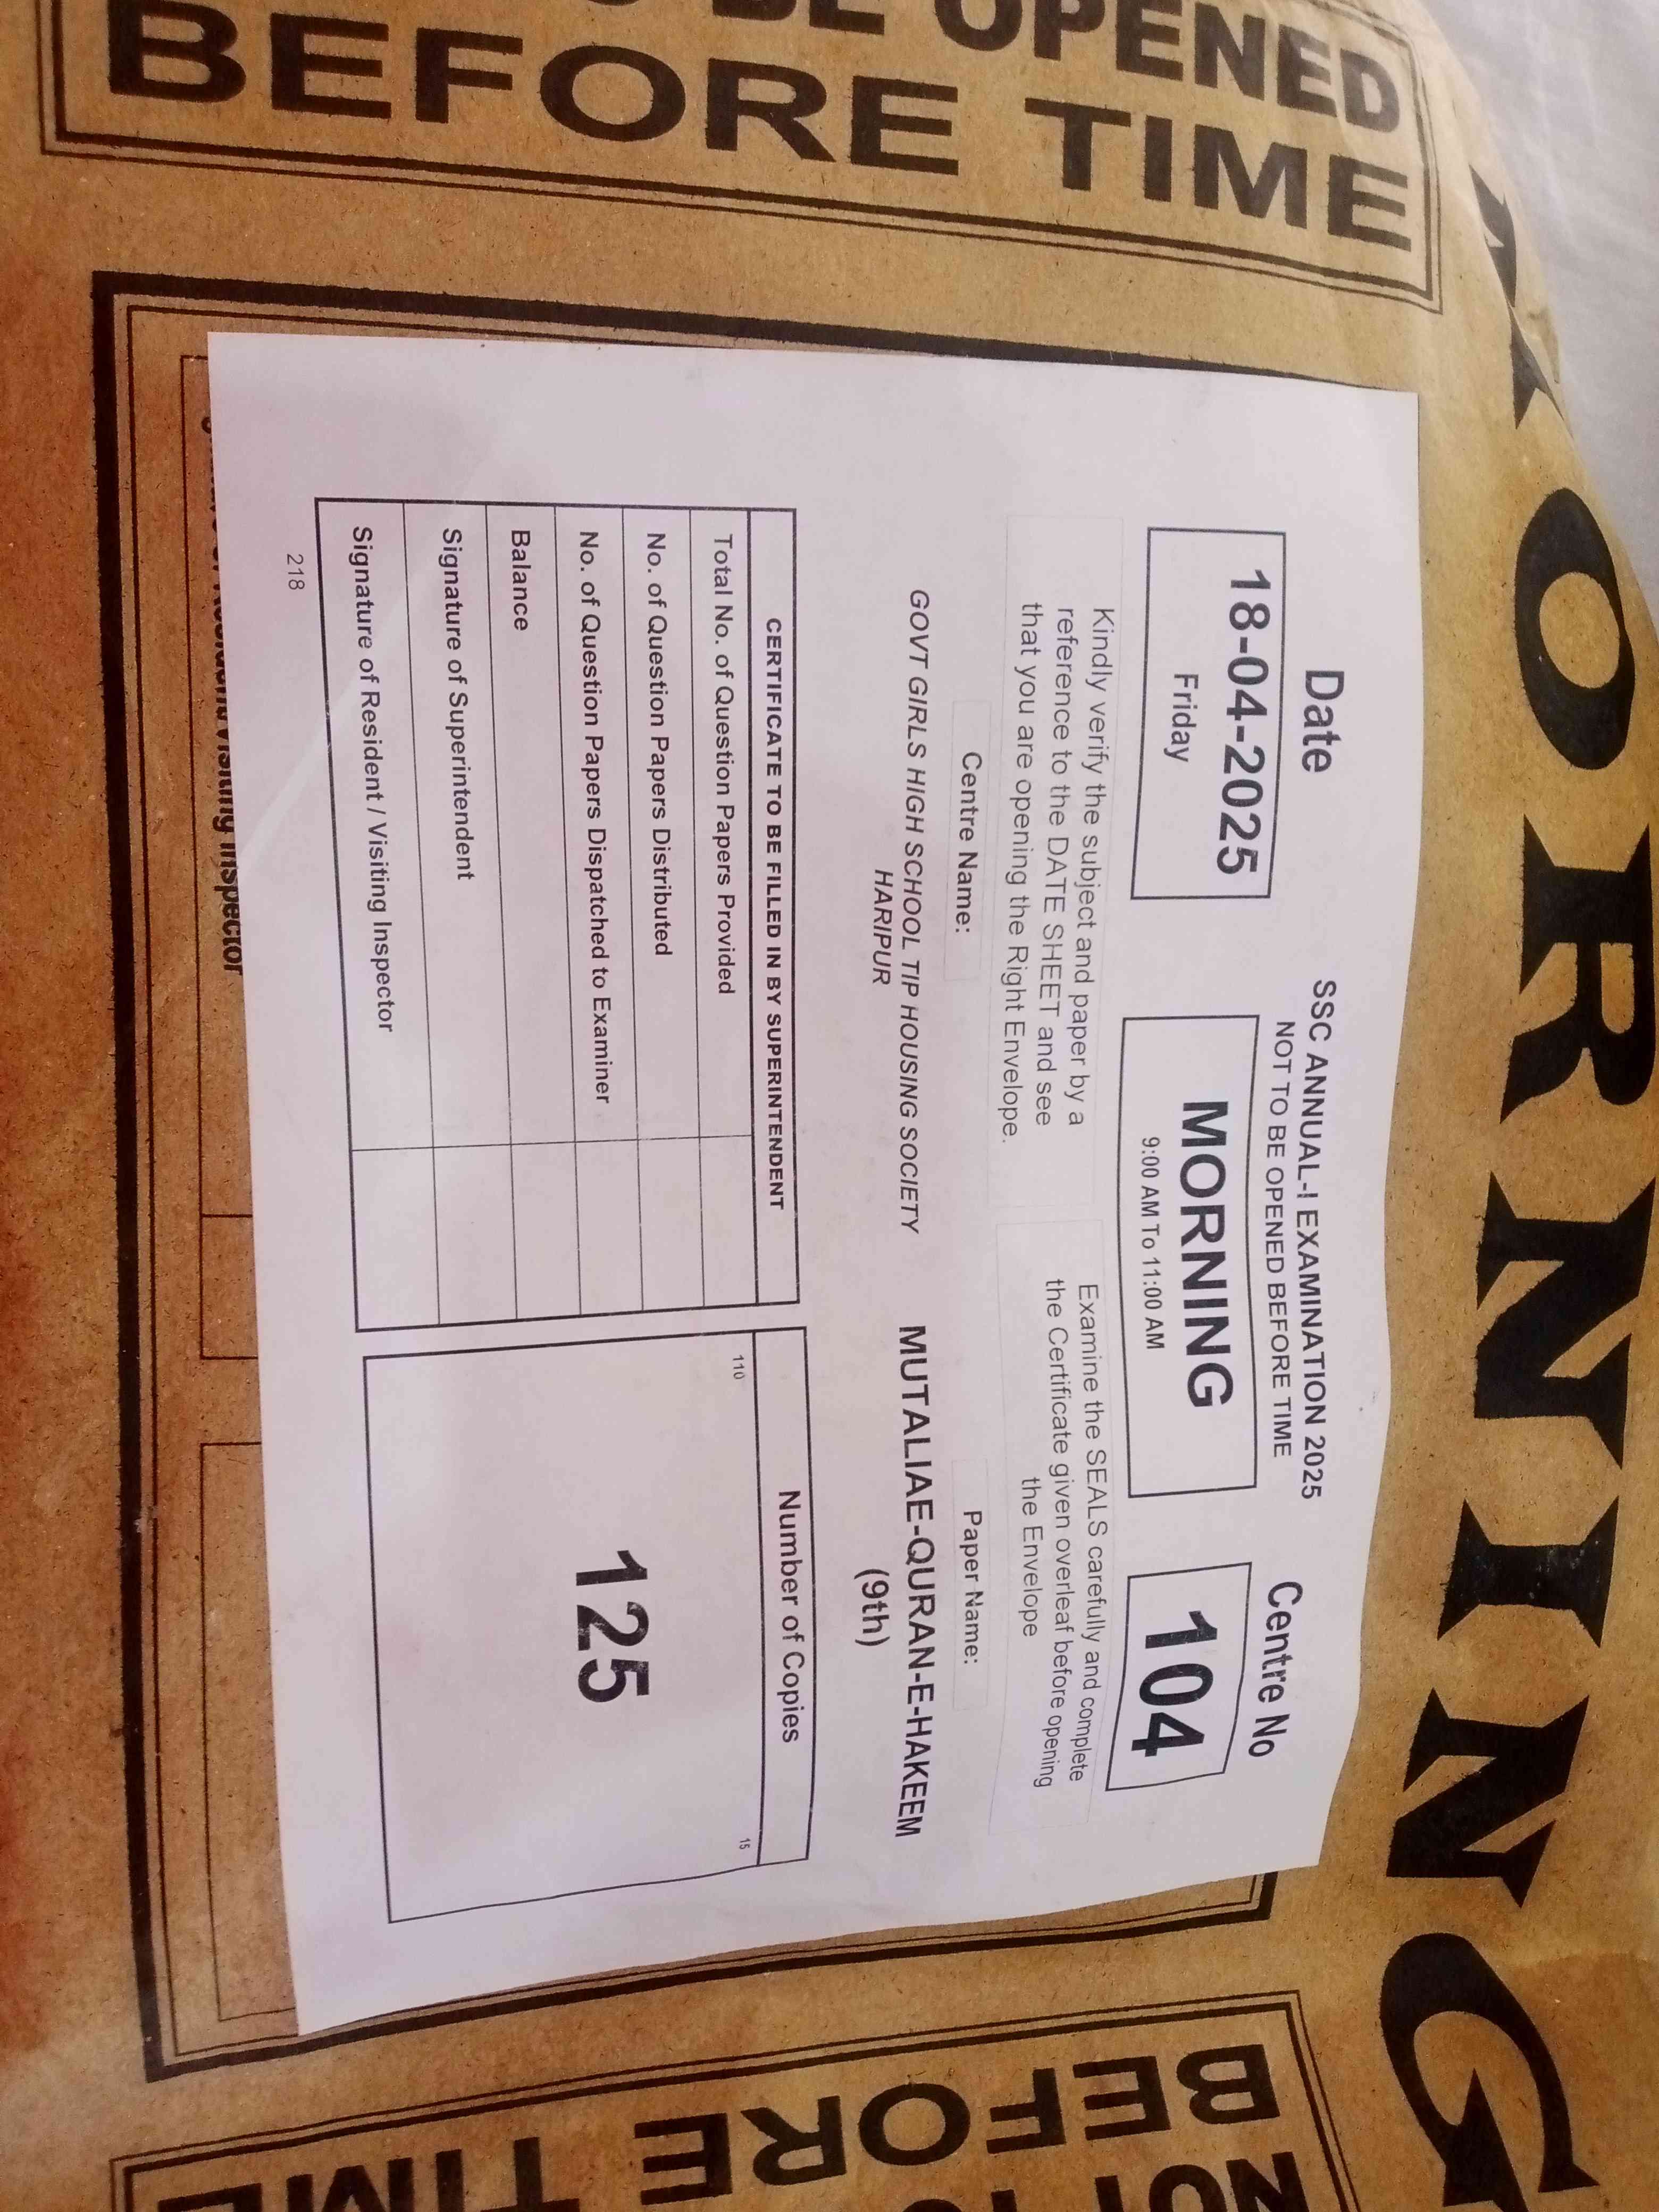 MORNING
BE OPENED
BEFORE TIME
SSC ANNUAL-I EXAMINATION 2025
NOT TO BE OPENED BEFORE TIME
Date
18-04-2025
Friday
MORNING
9:00 AM To 11:00 AM
Centre No
104
Kindly verify the subject and paper by a
reference to the DATE SHEET and see
that you are opening the Right Envelope.
Examine the SEALS carefully and complete
the Certificate given overleaf before opening
the Envelope
Centre Name:
GOVT GIRLS HIGH SCHOOL TIP HOUSING SOCIETY
HARIPUR
Paper Name:
MUTALIAE-QURAN-E-HAKEEM
(9th)
CERTIFICATE TO BE FILLED IN BY SUPERINTENDENT
Total No. of Question Papers Provided
No. of Question Papers Distributed
No. of Question Papers Dispatched to Examiner
Balance
Signature of Superintendent
Signature of Resident / Visiting Inspector
218
Number of Copies
110
15
125
Visiting Inspector
BEFORE
TIME